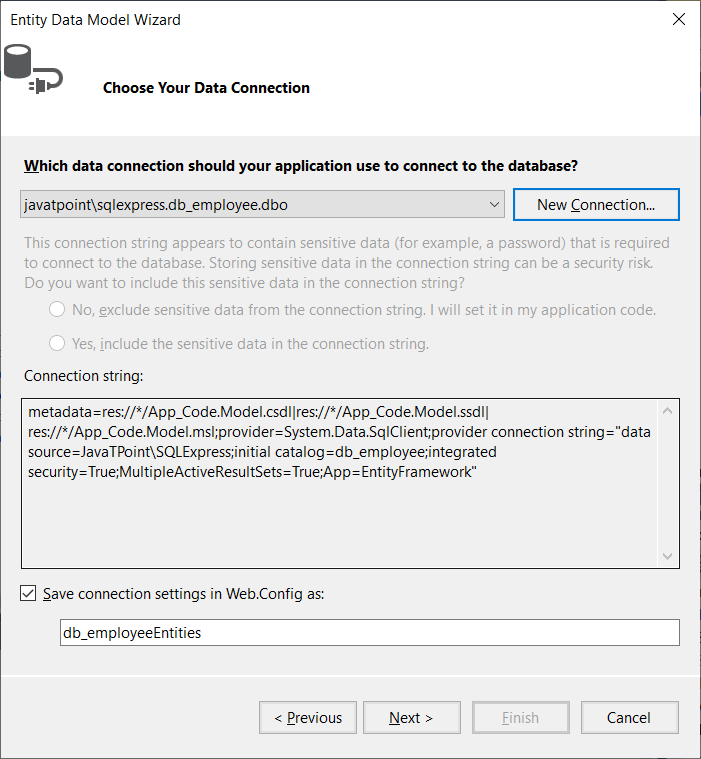 Entity Data Model Wizard
Choose Your Data Connection
Which data connection should your application use to connect to the database?
javatpoint\sqlexpress.db_employee.dbo
New Connection...
This connection string appears to contain sensitive data (for example, a password) that is required
to connect to the database. Storing sensitive data in the connection string can be a security risk.
Do you want to include this sensitive data in the connection string?
No, exclude sensitive data from the connection string. I will set it in my application code.
Yes, include the sensitive data in the connection string.
Connection string:
metadata=res://*/App_Code.Model.csdl|res://*/App_Code.Model.ssdl|
res://*/App_Code.Model.msl;provider=System.Data.SqlClient;provider connection string="data
source=JavaTPoint\SQLExpress;initial catalog=db_employee;integrated
security=True;MultipleActiveResultSets=True;App=EntityFramework"
Save connection settings in Web.Config as:
db_employeeEntities
< Previous
Next >
Finish
Cancel